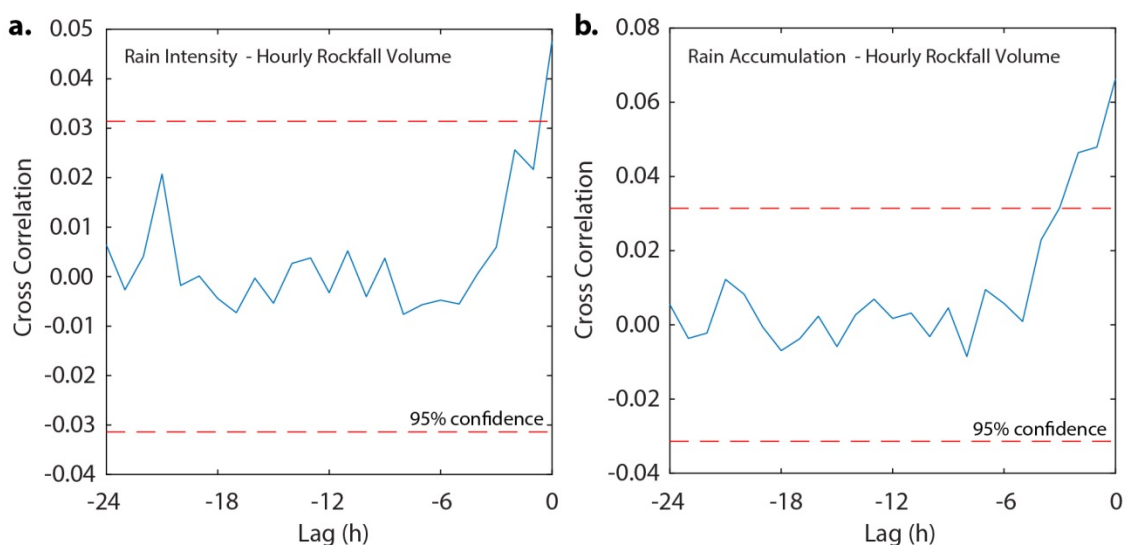 a.
Rain Intensity - Hourly Rockfall Volume
Cross Correlation
0.05
0.04
0.03
0.02
0.01
0.00
-0.01
-0.02
-0.03
-0.04
95% confidence
-24
-18
-12
-6
0
Lag (h)
b.
Rain Accumulation - Hourly Rockfall Volume
Cross Correlation
0.08
0.06
0.04
0.02
0.00
-0.02
-0.04
95% confidence
-24
-18
-12
-6
0
Lag (h)